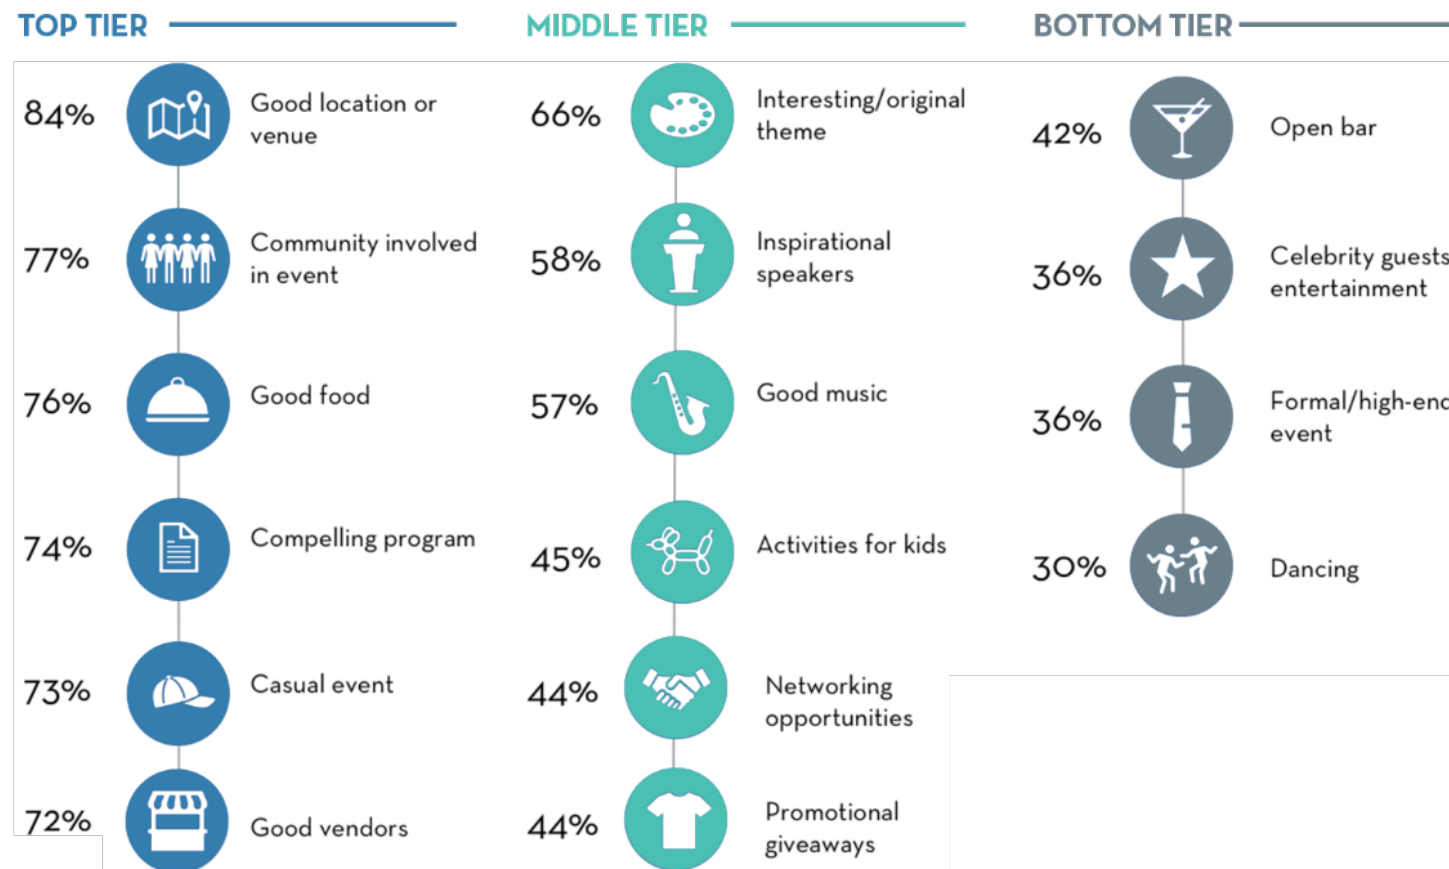 TOP TIER
84%
Good location or
venue
77%
Community involved
in event
76%
Good food
74%
Compelling program
73%
Casual event
72%
Good vendors
MIDDLE TIER
66%
Interesting/original
theme
58%
Inspirational
speakers
57%
Good music
45%
Activities for kids
44%
Networking
opportunities
44%
Promotional
giveaways
BOTTOM TIER
42%
Open bar
36%
Celebrity guests
entertainment
36%
Formal/high-end
event
30%
Dancing